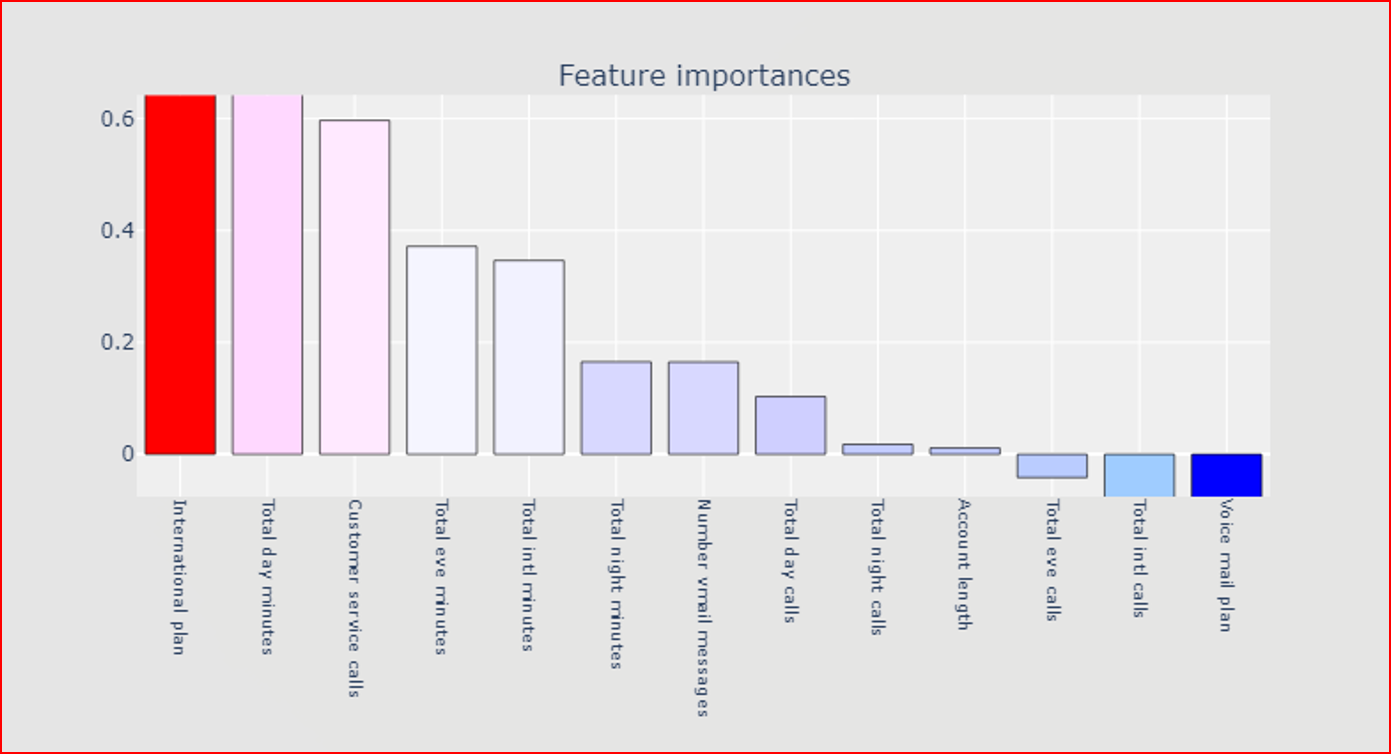 Feature importances
0.6
0.4
0.2
0
International plan
Total day minutes
Customer service calls
Total eve minutes
Total intl minutes
Total night minutes
Number vmail messages
Total day calls
Total night calls
Account length
Total eve calls
Total intl calls
Voice mail plan